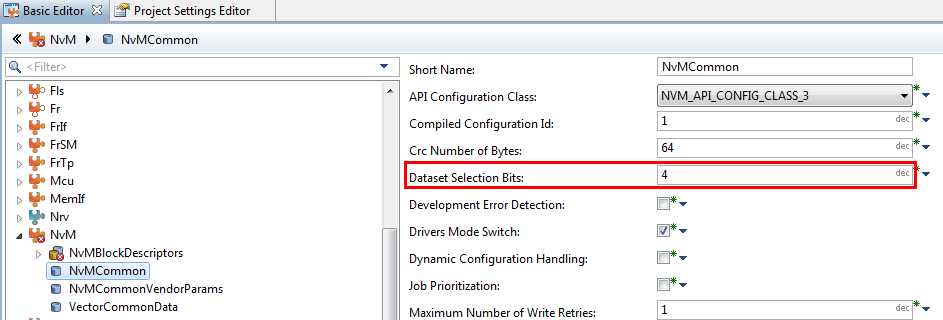 Basic Editor Project Settings Editor
NvM NvMCommon
<Filter>
Fls
Fr
FrIf
FrSM
FrTp
Mcu
MemIf
Nrv
NvM
NvMBlockDescriptors
NvMCommon
NvMCommonVendorParams
VectorCommonData
Short Name: NvMCommon
API Configuration Class: NVM_API_CONFIG_CLASS_3
Compiled Configuration Id: 1 dec
Crc Number of Bytes: 64 dec
Dataset Selection Bits: 4 dec
Development Error Detection:
Drivers Mode Switch:
Dynamic Configuration Handling:
Job Prioritization:
Maximum Number of Write Retries: 1 dec